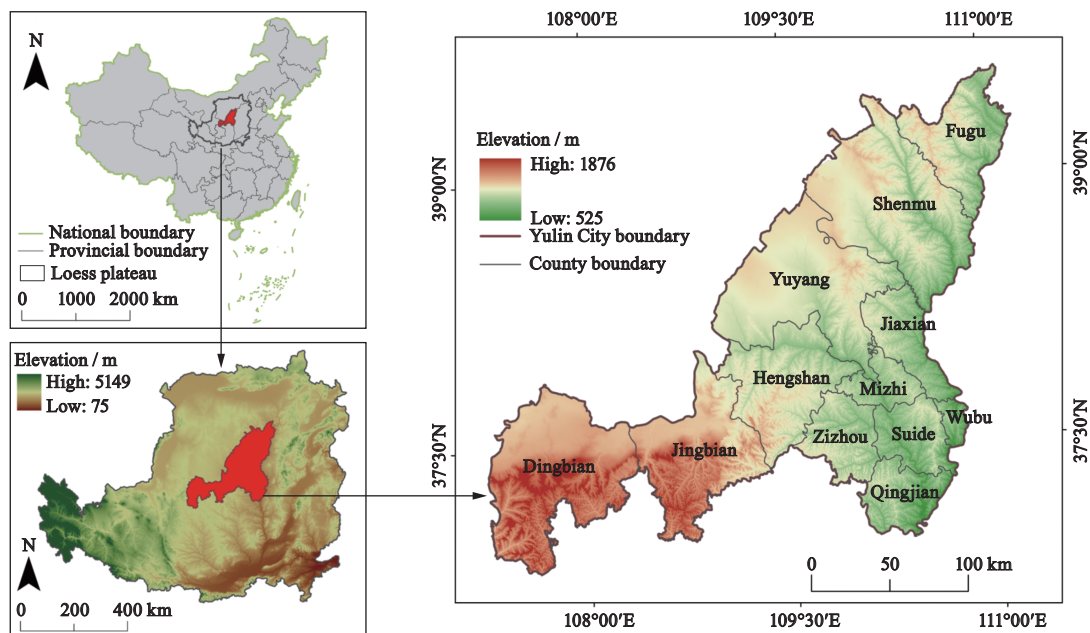 N
National boundary
Provincial boundary
Loess plateau
0 1000 2000 km
Elevation / m
High: 5149
Low: 75
N
0 200 400 km
108°00′E 109°30′E 111°00′E
39°00′N
37°30′N
Elevation / m
High: 1876
Low: 525
Yulin City boundary
County boundary
Fugu
Shenmu
Yuyang
Jiaxian
Hengshan
Mizhi
Wubu
Zizhou
Suide
Jingbian
Dingbian
Qingjian
39°00′N
37°30′N
0 50 100 km
108°00′E 109°30′E 111°00′E